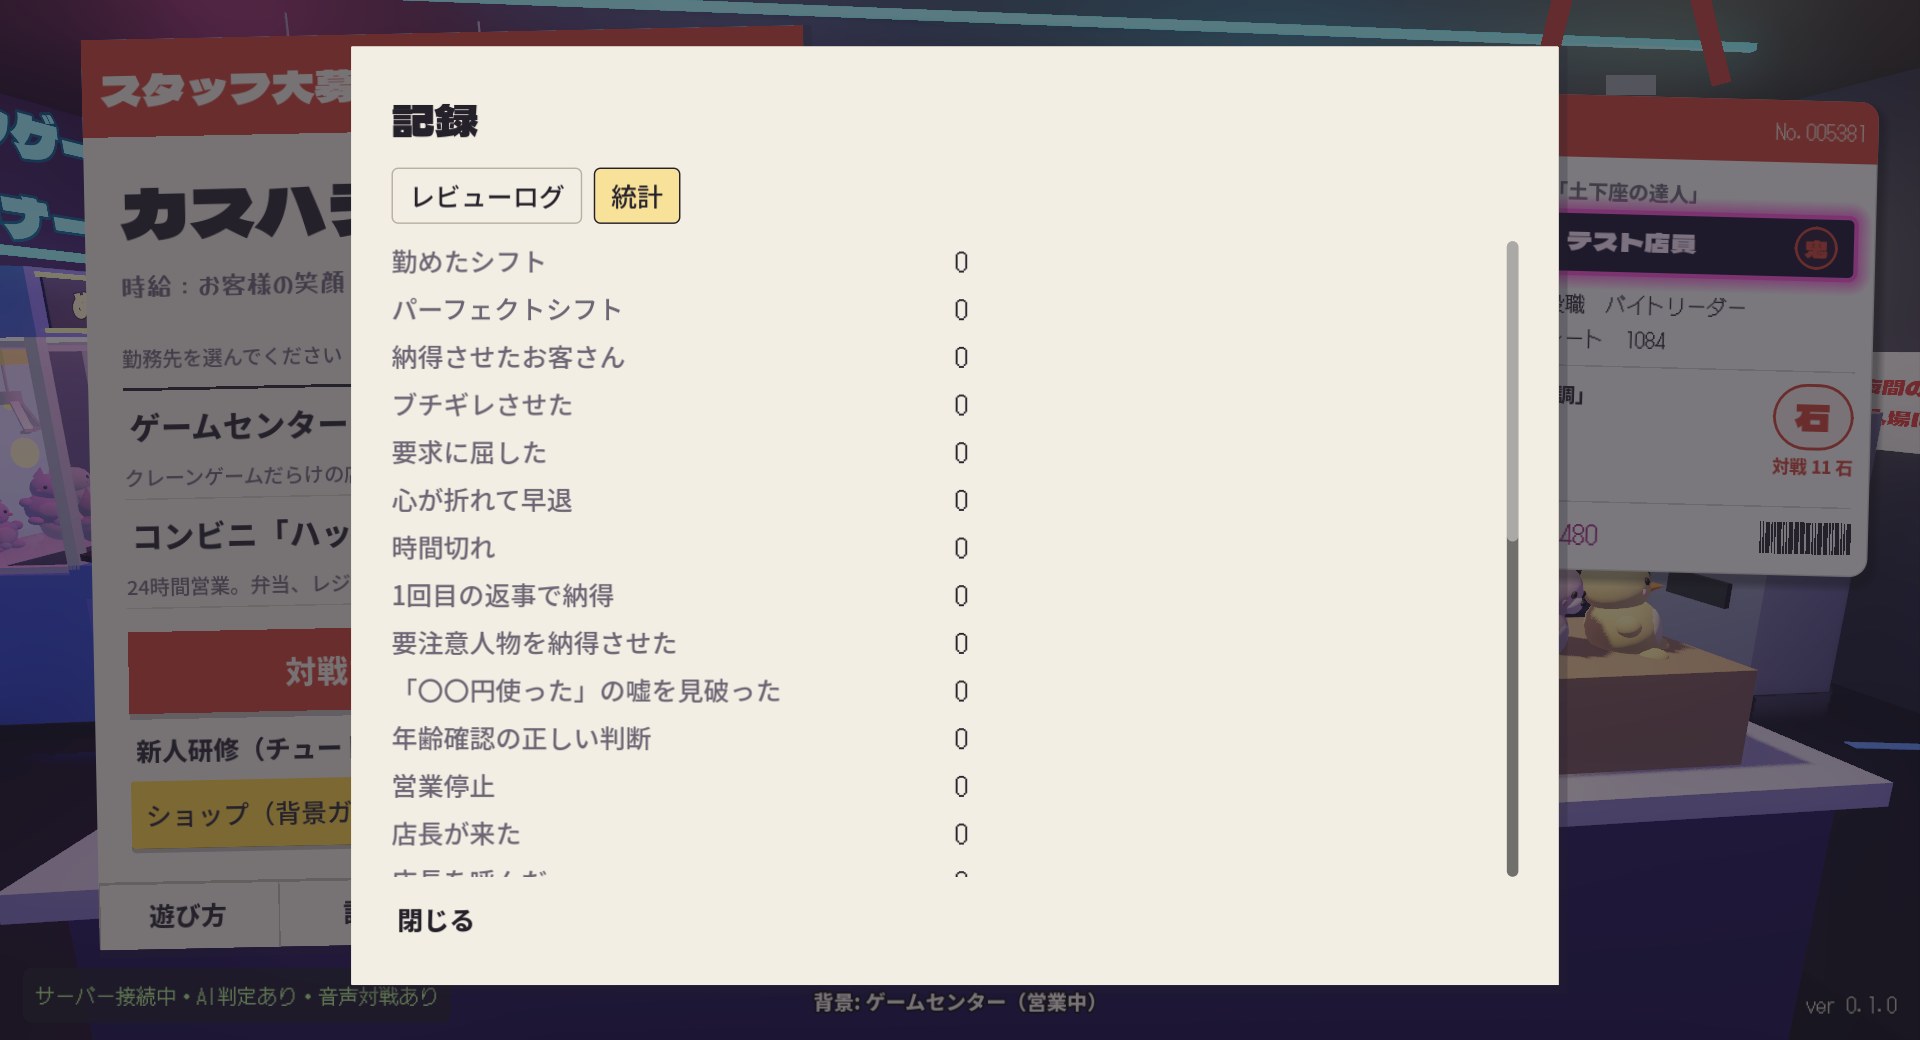 スタッフ大募
No. 005381
カスハラ
時給：お客様の笑顔
勤務先を選んでください
ゲームセンター
クレーンゲームだらけの
コンビニ「ハッ
24時間営業。弁当、レジ
対戦
新人研修（チュー
ショップ（背景ガ
遊び方
記録
レビューログ
統計
勤めたシフト 0
パーフェクトシフト 0
納得させたお客さん 0
ブチギレさせた 0
要求に屈した 0
心が折れて早退 0
時間切れ 0
1回目の返事で納得 0
要注意人物を納得させた 0
「〇〇円使った」の嘘を見破った 0
年齢確認の正しい判断 0
営業停止 0
店長が来た 0
店長を呼んだ 0
閉じる
「土下座の達人」
テスト店員
職 バイトリーダー
ート 1084
調」
石
対戦 11 石
480
サーバー接続中・AI判定あり・音声対戦あり
背景: ゲームセンター（営業中）
ver 0.1.0